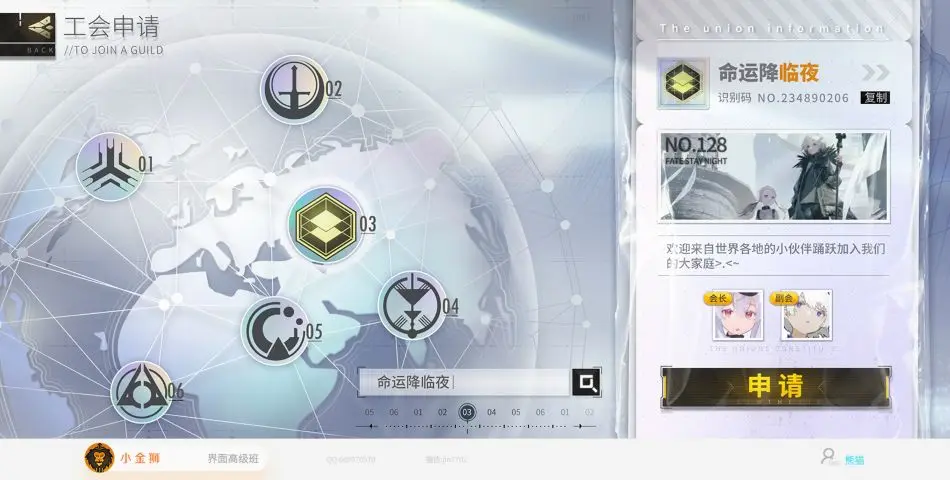 工会申请
BACK
//TO JOIN A GUILD
01
02
03
04
05
06
命运降临夜
05 06 01 02 03 04 05 06 01 02
The union information
命运降临夜
识别码 NO.234890206 复制
NO.128
FATE STAY NIGHT
欢迎来自世界各地的小伙伴踊跃加入我们
的大家庭>.<~
会长 副会
申请
小金狮 界面高级班
熊猫